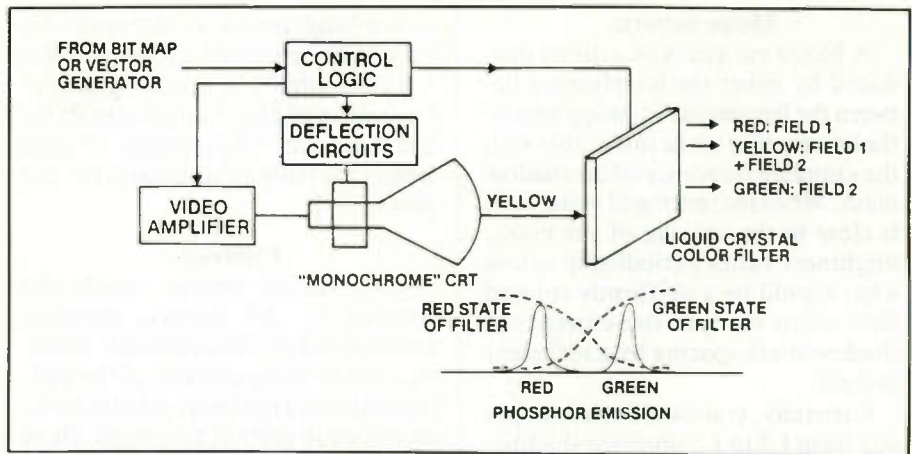 FROM BIT MAP
OR VECTOR
GENERATOR
CONTROL
LOGIC
DEFLECTION
CIRCUITS
VIDEO
AMPLIFIER
"MONOCHROME" CRT
YELLOW
RED: FIELD 1
YELLOW: FIELD 1
+ FIELD 2
GREEN: FIELD 2
LIQUID CRYSTAL
COLOR FILTER
RED STATE
OF FILTER
GREEN STATE
OF FILTER
RED
GREEN
PHOSPHOR EMISSION